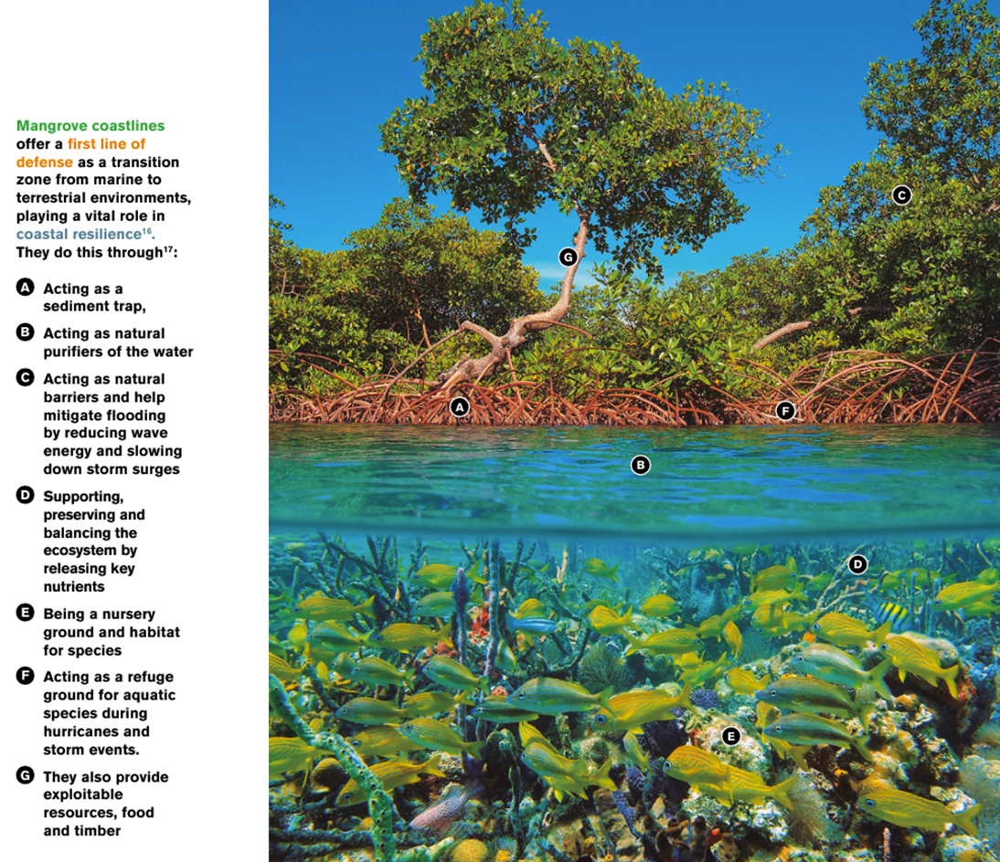 Mangrove coastlines
offer a first line of
defense as a transition
zone from marine to
terrestrial environments,
playing a vital role in
coastal resilience¹⁶.
They do this through¹⁷:
A Acting as a
sediment trap,
B Acting as natural
purifiers of the water
C Acting as natural
barriers and help
mitigate flooding
by reducing wave
energy and slowing
down storm surges
D Supporting,
preserving and
balancing the
ecosystem by
releasing key
nutrients
E Being a nursery
ground and habitat
for species
F Acting as a refuge
ground for aquatic
species during
hurricanes and
storm events.
G They also provide
exploitable
resources, food
and timber
C
G
A
F
B
D
E